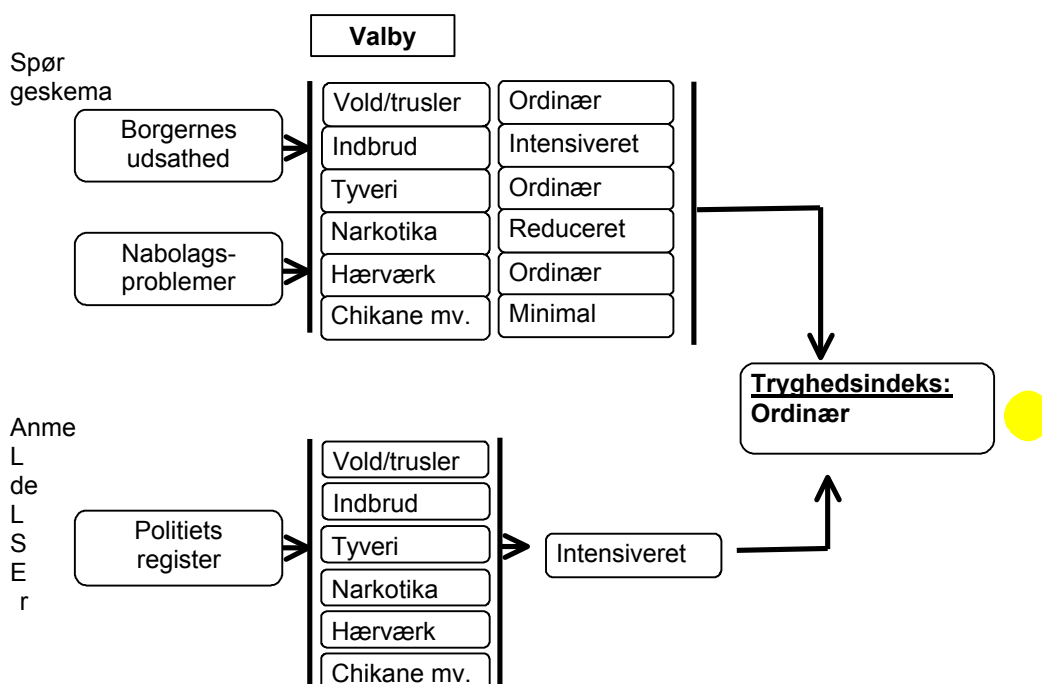 Valby
Spør
geskema
Borgernes
udsathed
Nabolags-
problemer
Vold/trusler
Ordinær
Indbrud
Intensiveret
Tyveri
Ordinær
Narkotika
Reduceret
Hærværk
Ordinær
Chikane mv.
Minimal
Tryghedsindeks:
Ordinær
Anme
L
de
L
S
E
r
Politiets
register
Vold/trusler
Indbrud
Tyveri
Narkotika
Hærværk
Chikane mv.
Intensiveret